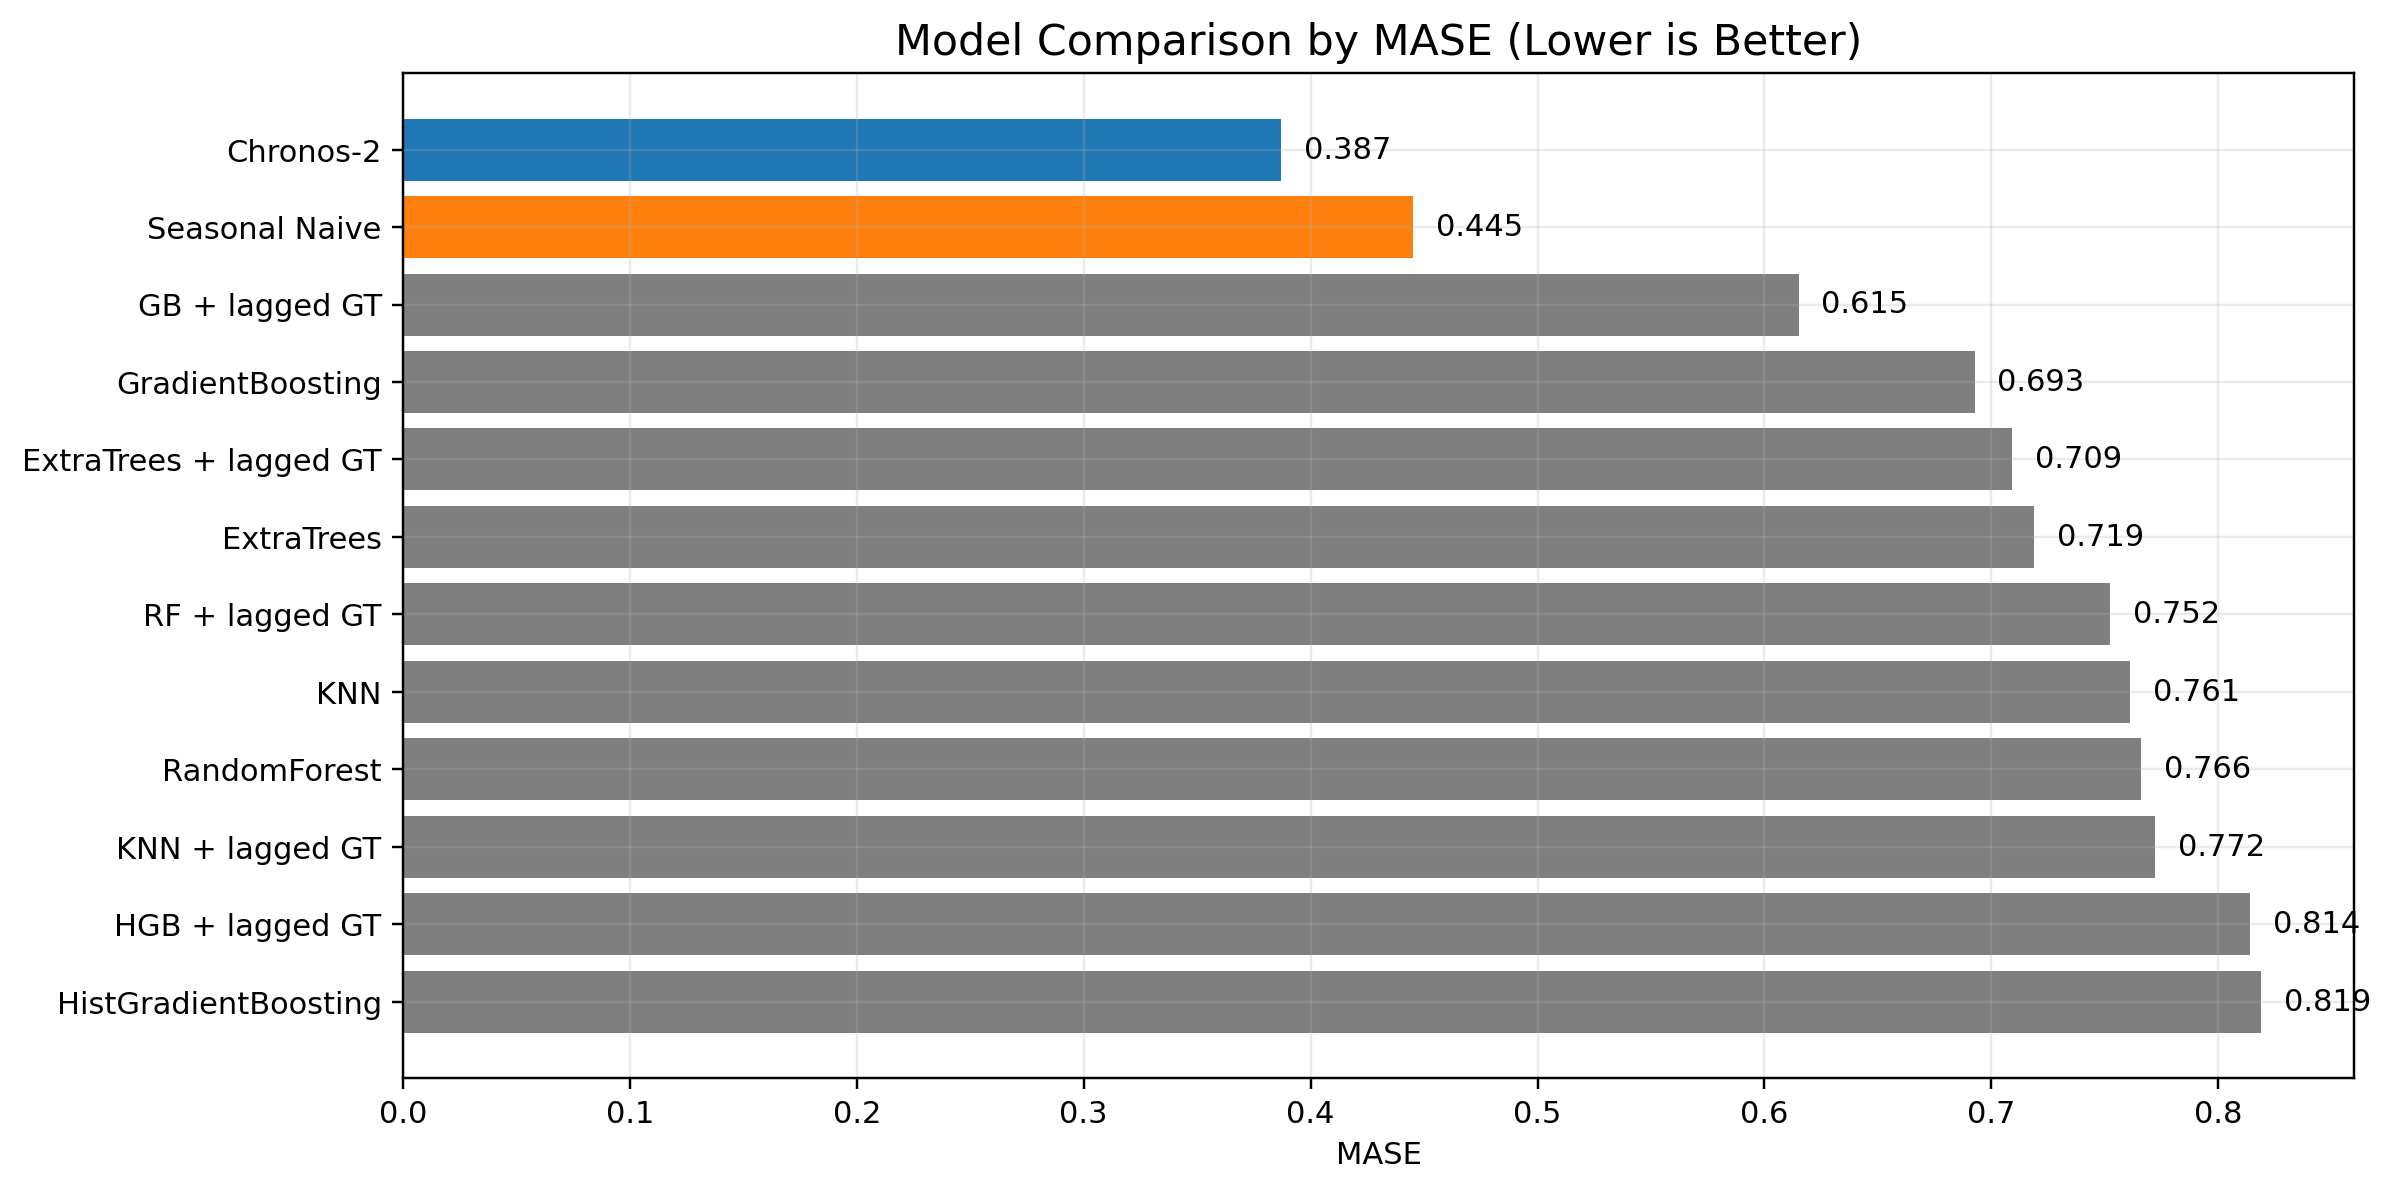 Model Comparison by MASE (Lower is Better)
Chronos-2 0.387
Seasonal Naive 0.445
GB + lagged GT 0.615
GradientBoosting 0.693
ExtraTrees + lagged GT 0.709
ExtraTrees 0.719
RF + lagged GT 0.752
KNN 0.761
RandomForest 0.766
KNN + lagged GT 0.772
HGB + lagged GT 0.814
HistGradientBoosting 0.819
0.0 0.1 0.2 0.3 0.4 0.5 0.6 0.7 0.8
MASE